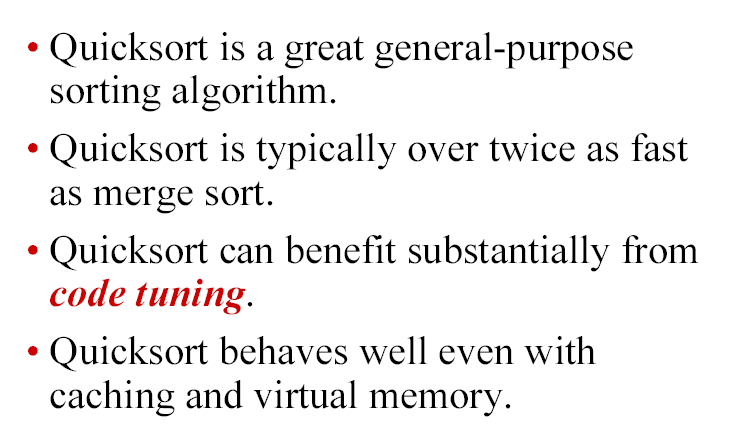 • Quicksort is a great general-purpose
sorting algorithm.
• Quicksort is typically over twice as fast
as merge sort.
• Quicksort can benefit substantially from
code tuning.
• Quicksort behaves well even with
caching and virtual memory.